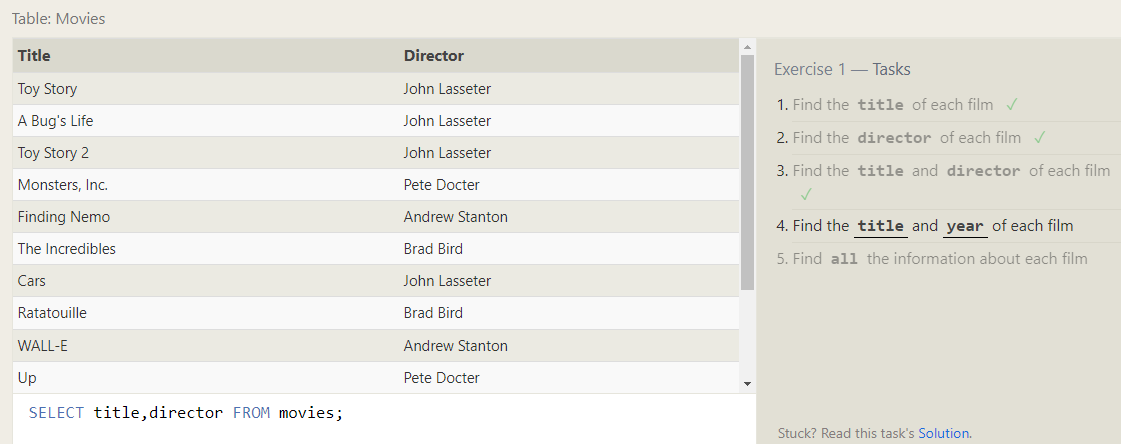 Table: Movies
Title Director
Toy Story John Lasseter
A Bug's Life John Lasseter
Toy Story 2 John Lasseter
Monsters, Inc. Pete Docter
Finding Nemo Andrew Stanton
The Incredibles Brad Bird
Cars John Lasseter
Ratatouille Brad Bird
WALL-E Andrew Stanton
Up Pete Docter
SELECT title,director FROM movies;
Exercise 1 — Tasks
1. Find the title of each film ✓
2. Find the director of each film ✓
3. Find the title and director of each film
✓
4. Find the title and year of each film
5. Find all the information about each film
Stuck? Read this task's Solution.